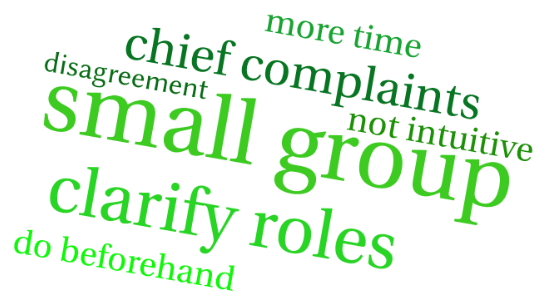 more time
chief complaints
disagreement
not intuitive
small group
clarify roles
do beforehand